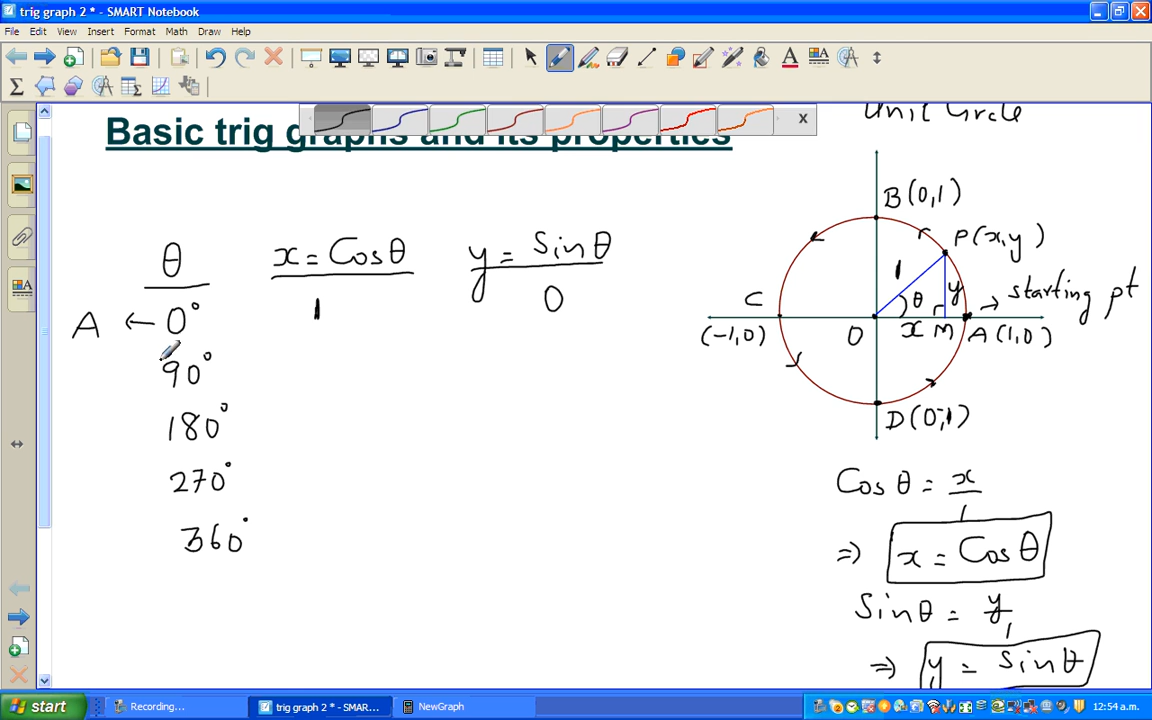 trig graph 2 * - SMART Notebook
File Edit View Insert Format Math Draw Help
Basic trig graphs and its properties
Unit Circle
θ
x = Cosθ
y = Sinθ
A ← 0°
1
0
90°
180°
270°
360°
B (0,1)
r
P(x,y)
1
θ
y
C
(-1,0)
O
x
M
A (1,0)
→ starting pt
D(0,-1)
Cosθ = x/1
⇒ x = Cosθ
Sinθ = y/1
⇒ y = Sinθ
start
Recording...
trig graph 2 * - SMAR...
NewGraph
12:54 a.m.